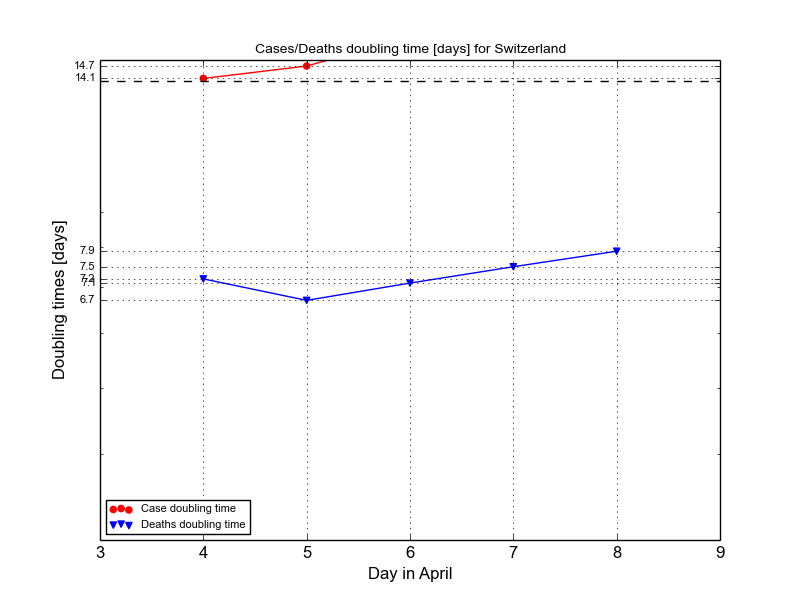 Cases/Deaths doubling time [days] for Switzerland
14.7
14.1
7.9
7.5
7.2
7.1
6.7
Doubling times [days]
Case doubling time
Deaths doubling time
3 4 5 6 7 8 9
Day in April